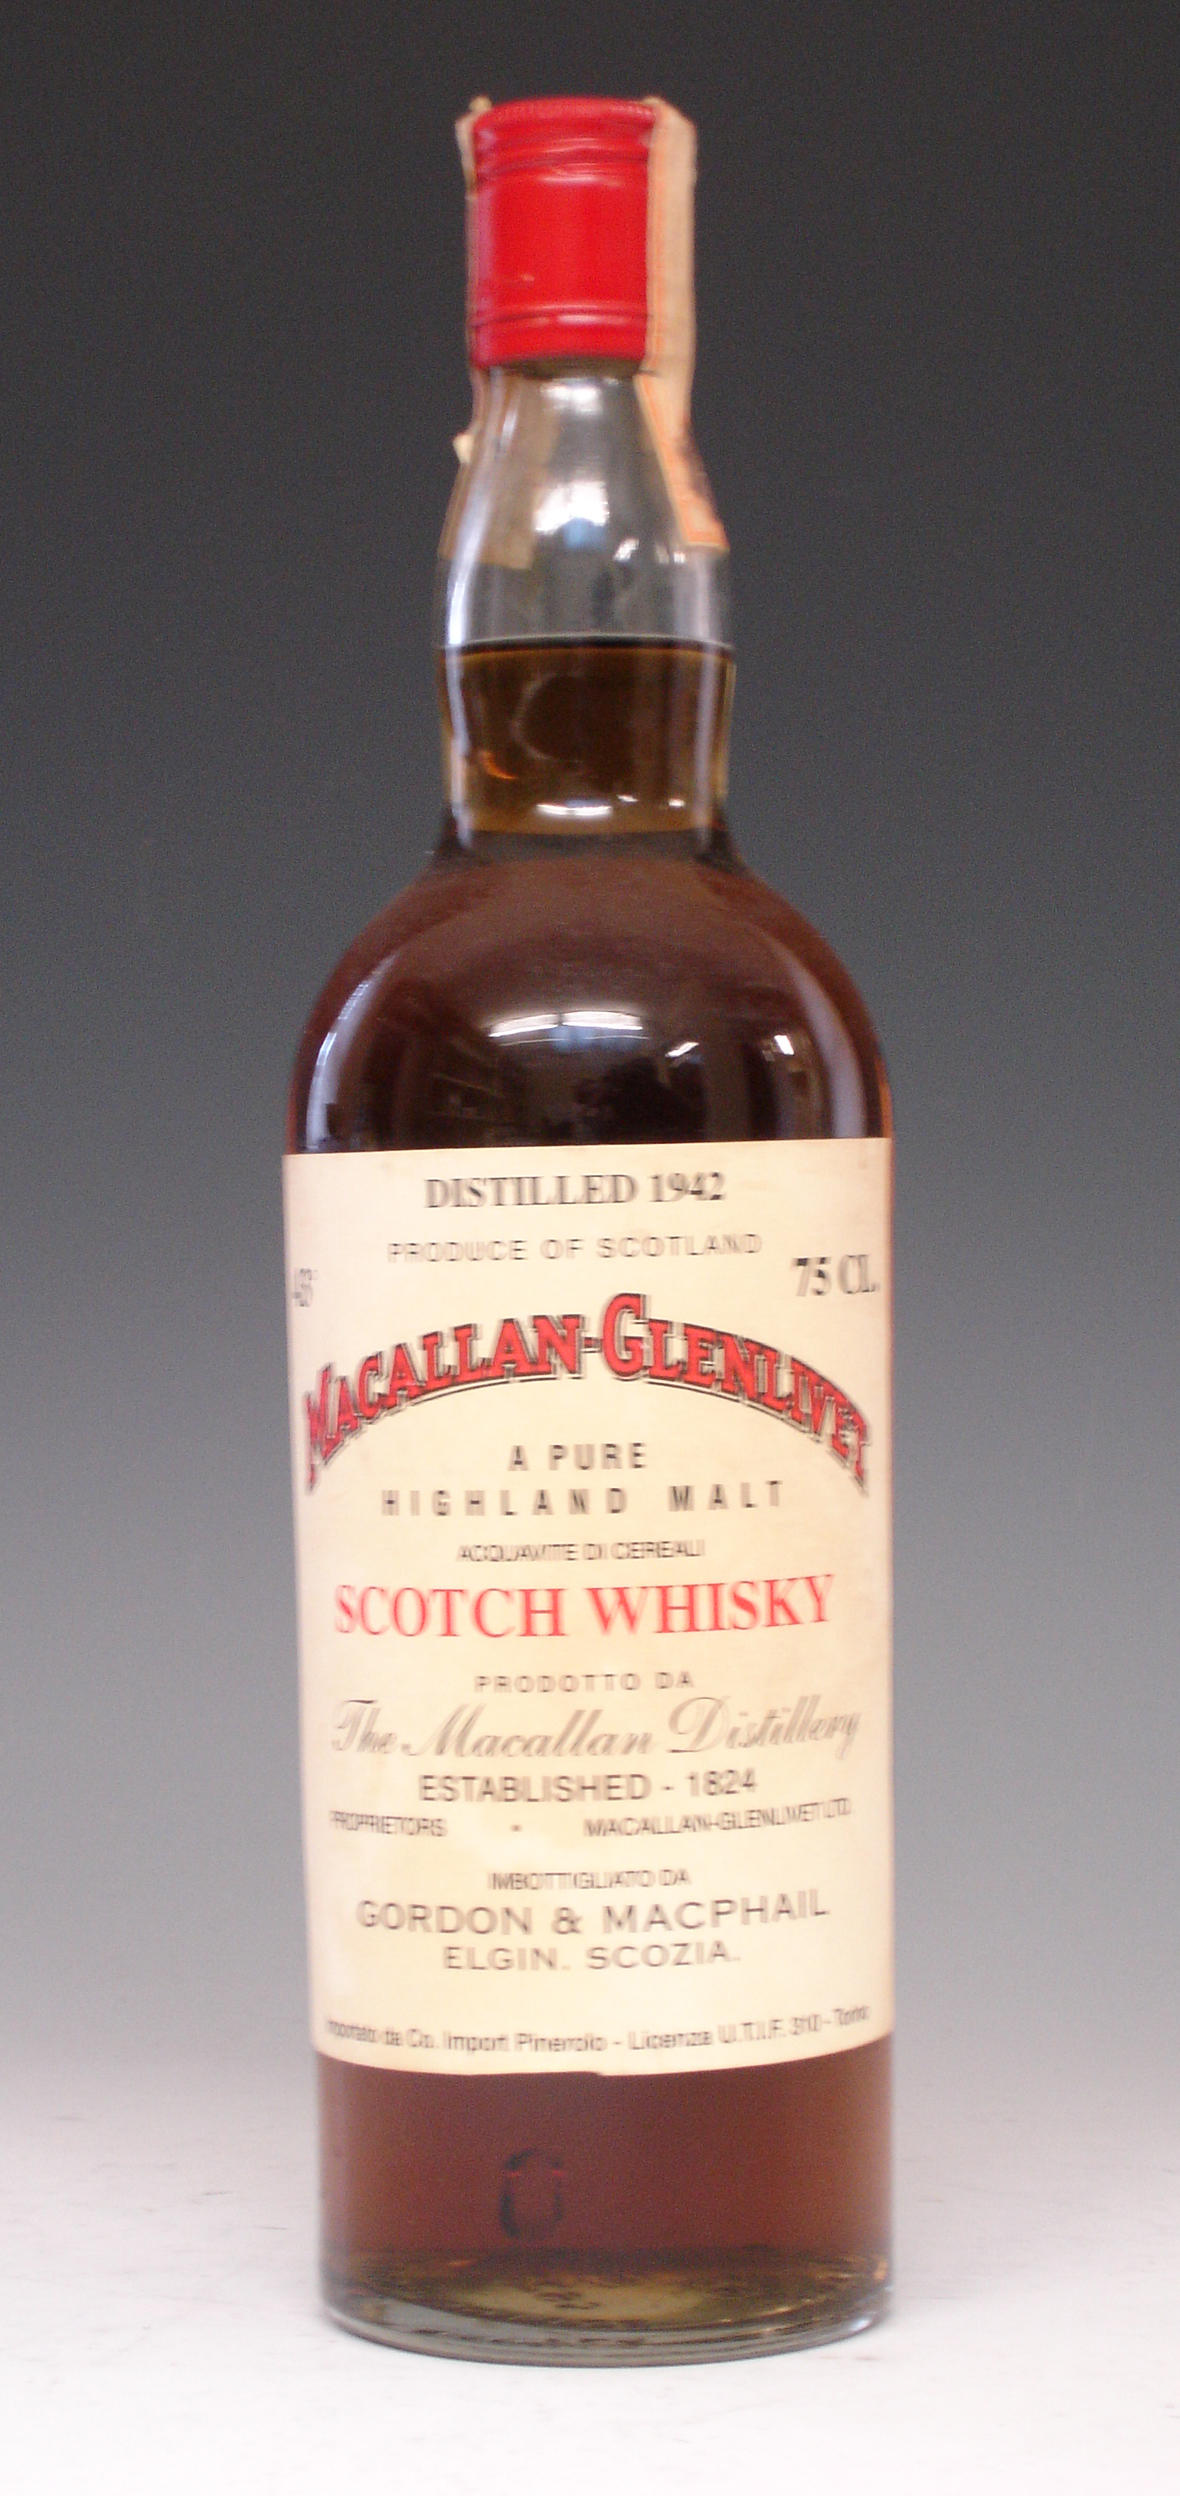 DISTILLED 1942
PRODUCE OF SCOTLAND
43° 75 CL.
MACALLAN-GLENLIVET
A PURE
HIGHLAND MALT
ACQUAVITE DI CEREALI
SCOTCH WHISKY
PRODOTTO DA
The Macallan Distillery
ESTABLISHED - 1824
PROPRIETORS • MACALLAN-GLENLIVET LTD.
IMBOTTIGLIATO DA
GORDON & MACPHAIL
ELGIN. SCOZIA.
Importato da Co. Import Pinerolo - Licenza U.T.I.F. 310 - Torino